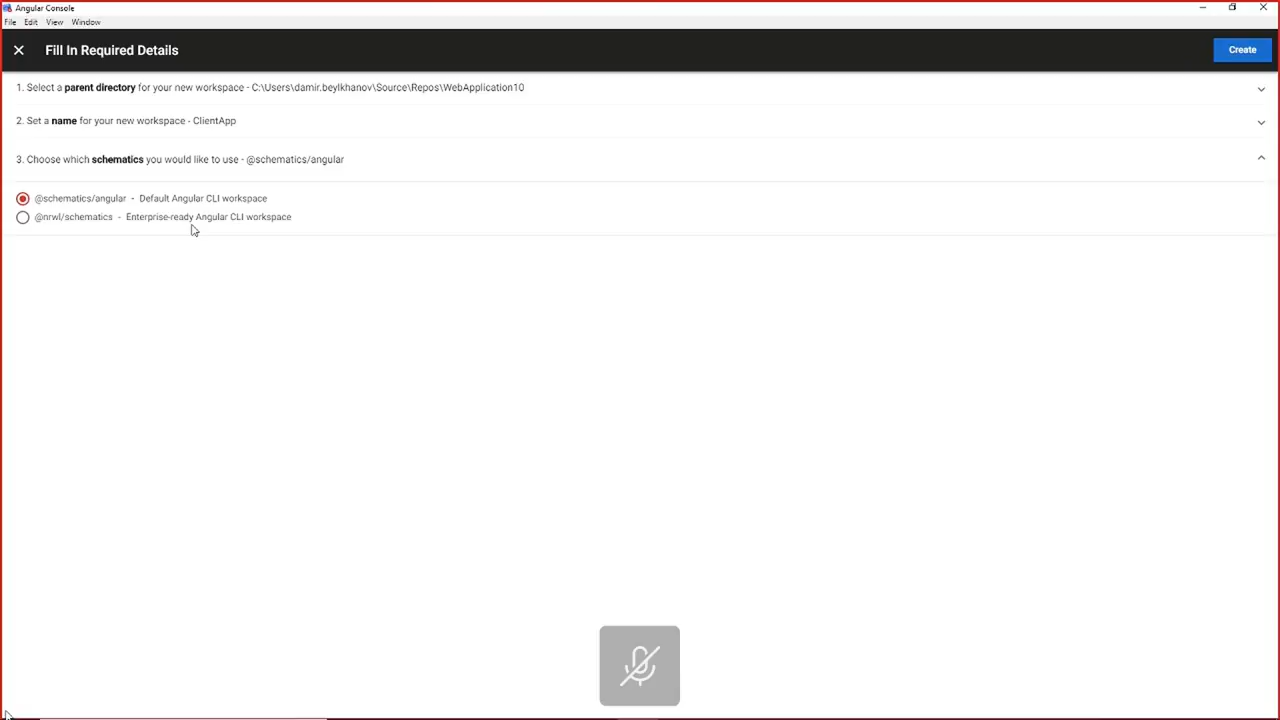 Angular Console
File Edit View Window
Fill In Required Details
Create
1. Select a parent directory for your new workspace - C:\Users\damir.beylkhanov\Source\Repos\WebApplication10
2. Set a name for your new workspace - ClientApp
3. Choose which schematics you would like to use - @schematics/angular
@schematics/angular - Default Angular CLI workspace
@nrwl/schematics - Enterprise-ready Angular CLI workspace